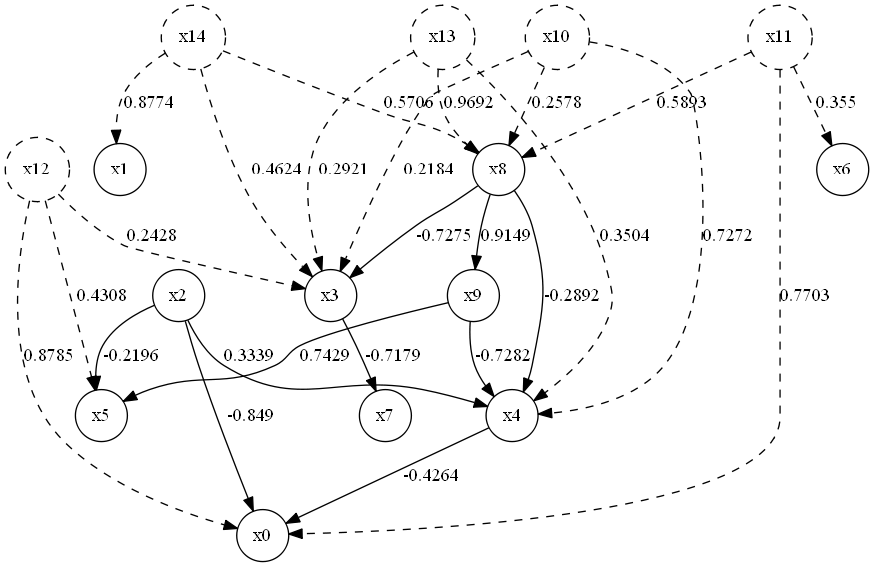 x14 x13 x10 x11
0.8774 0.5706 0.9692 0.2578 0.5893 0.355
x12 x1 0.4624 0.2921 0.2184 x8 x6
0.2428 -0.7275 0.9149 0.3504 0.7272
0.4308 x2 x3 x9 -0.2892 0.7703
0.8785 -0.2196 0.3339 0.7429 -0.7179 -0.7282
x5 -0.849 x7 x4
-0.4264
x0